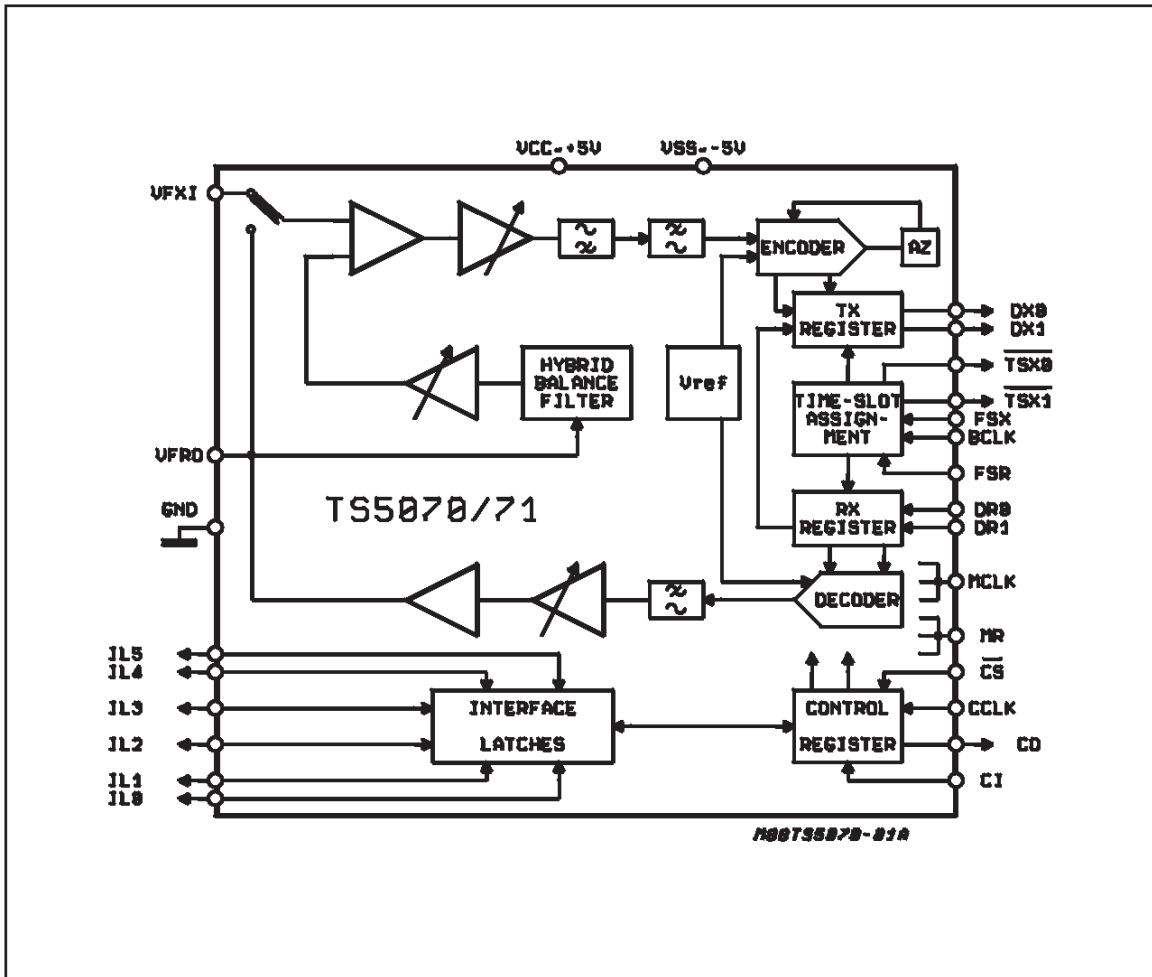 VCC=+5V
VSS=-5V
VFXI
ENCODER
AZ
TX
REGISTER
DX0
DX1
TSX0
HYBRID
BALANCE
FILTER
Vref
TIME-SLOT
ASSIGN-
MENT
TSX1
FSX
BCLK
VFRO
FSR
GND
TS5070/71
RX
REGISTER
DR0
DR1
DECODER
MCLK
MR
IL5
IL4
CS
IL3
INTERFACE
LATCHES
CONTROL
REGISTER
CCLK
IL2
CO
IL1
CI
IL0
M88TS5070-01A